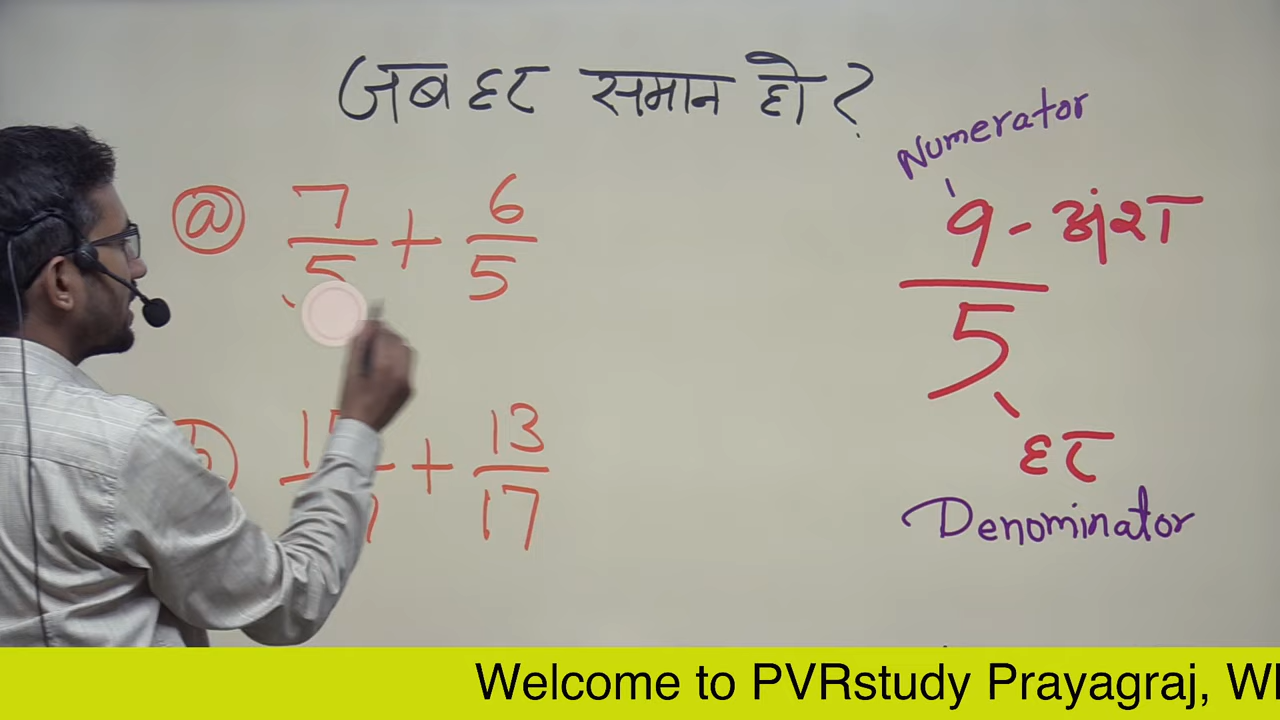 जब हर समान हो?
ⓐ 7/5 + 6/5
+ 13/17
Numerator
9 - अंश
5
हर
Denominator
Welcome to PVRstudy Prayagraj,